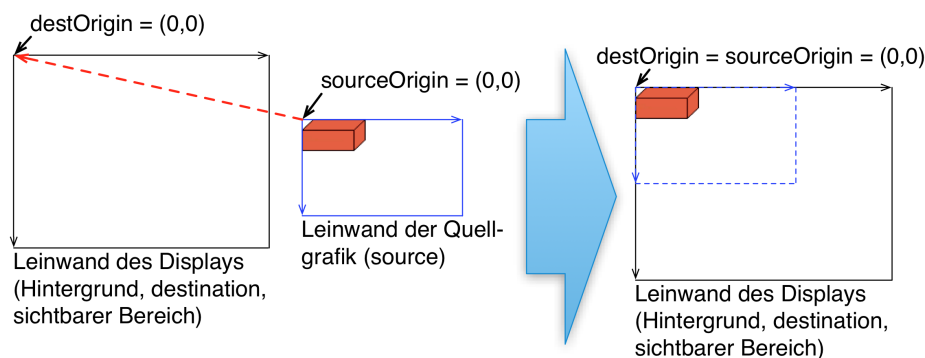 destOrigin = (0,0)
sourceOrigin = (0,0)
Leinwand der Quell-
grafik (source)
Leinwand des Displays
(Hintergrund, destination,
sichtbarer Bereich)
destOrigin = sourceOrigin = (0,0)
Leinwand des Displays
(Hintergrund, destination,
sichtbarer Bereich)